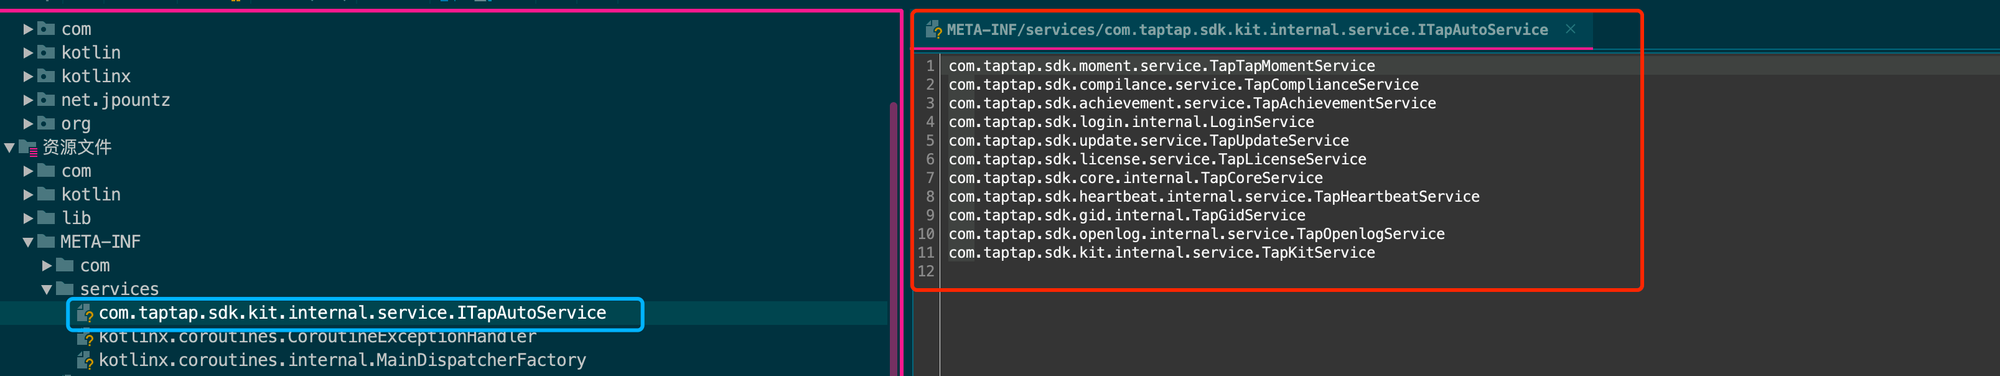 com
kotlin
kotlinx
net.jpountz
org
资源文件
com
kotlin
lib
META-INF
com
services
com.taptap.sdk.kit.internal.service.ITapAutoService
kotlinx.coroutines.CoroutineExceptionHandler
kotlinx.coroutines.internal.MainDispatcherFactory
META-INF/services/com.taptap.sdk.kit.internal.service.ITapAutoService ×
1 com.taptap.sdk.moment.service.TapTapMomentService
2 com.taptap.sdk.compilance.service.TapComplianceService
3 com.taptap.sdk.achievement.service.TapAchievementService
4 com.taptap.sdk.login.internal.LoginService
5 com.taptap.sdk.update.service.TapUpdateService
6 com.taptap.sdk.license.service.TapLicenseService
7 com.taptap.sdk.core.internal.TapCoreService
8 com.taptap.sdk.heartbeat.internal.service.TapHeartbeatService
9 com.taptap.sdk.gid.internal.TapGidService
10 com.taptap.sdk.openlog.internal.service.TapOpenlogService
11 com.taptap.sdk.kit.internal.service.TapKitService
12